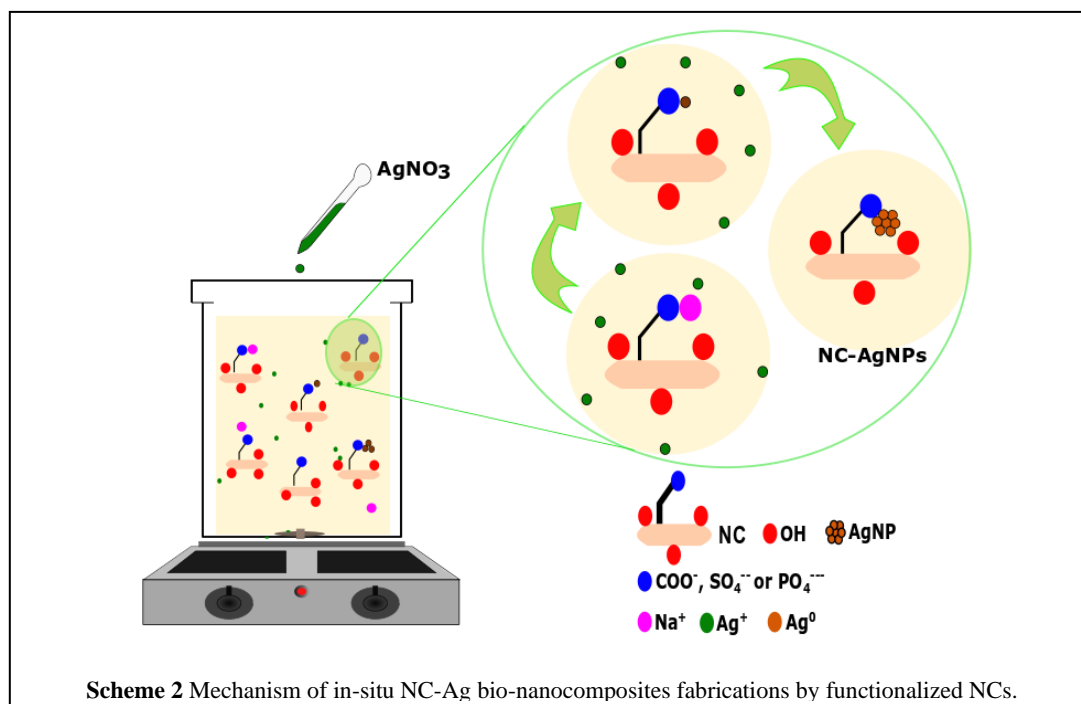 AgNO₃
NC-AgNPs
NC OH AgNP
COO⁻, SO₄⁻⁻ or PO₄⁻⁻⁻
Na⁺ Ag⁺ Ag⁰
Scheme 2 Mechanism of in-situ NC-Ag bio-nanocomposites fabrications by functionalized NCs.